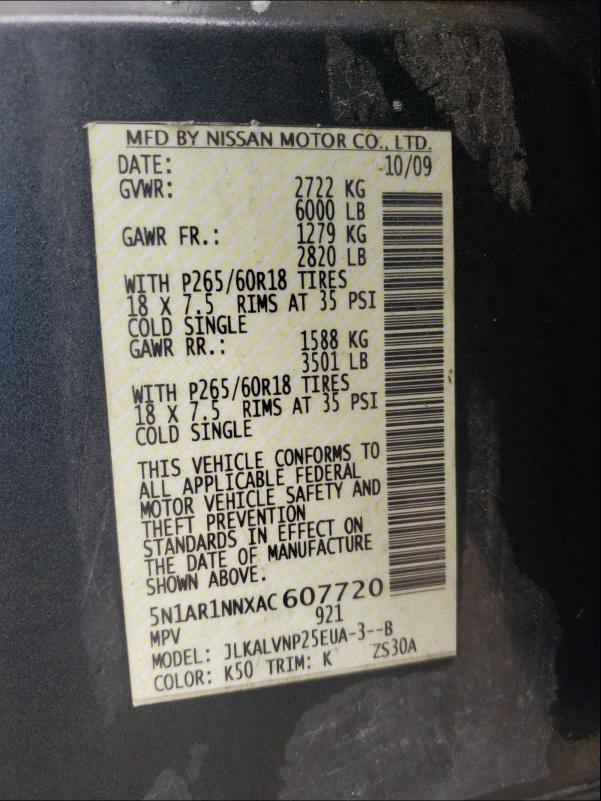 MFD BY NISSAN MOTOR CO., LTD.
DATE: 10/09
GVWR: 2722 KG
6000 LB
GAWR FR.: 1279 KG
2820 LB
WITH P265/60R18 TIRES
18 X 7.5 RIMS AT 35 PSI
COLD SINGLE
GAWR RR.: 1588 KG
3501 LB
WITH P265/60R18 TIRES
18 X 7.5 RIMS AT 35 PSI
COLD SINGLE
THIS VEHICLE CONFORMS TO
ALL APPLICABLE FEDERAL
MOTOR VEHICLE SAFETY AND
THEFT PREVENTION
STANDARDS IN EFFECT ON
THE DATE OF MANUFACTURE
SHOWN ABOVE.
5N1AR1NNXAC607720
MPV 921
MODEL: JLKALVNP25EUA-3--B
COLOR: K50 TRIM: K ZS30A